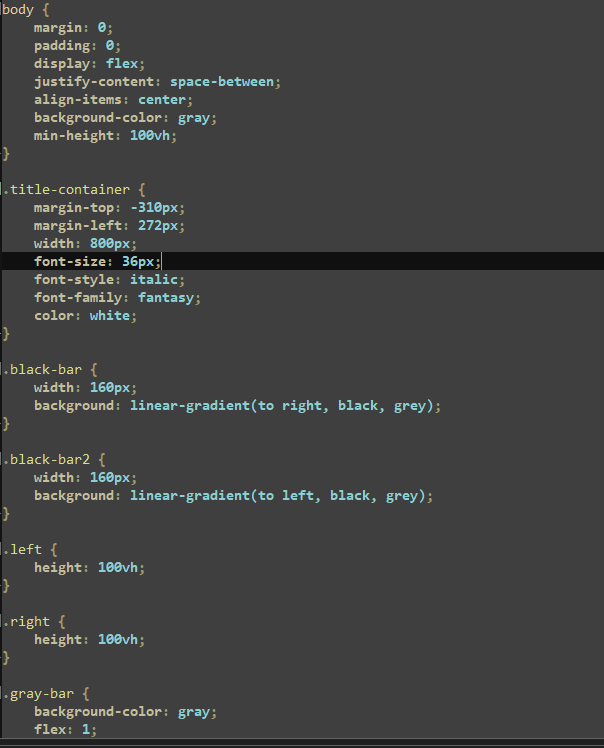 body {
    margin: 0;
    padding: 0;
    display: flex;
    justify-content: space-between;
    align-items: center;
    background-color: gray;
    min-height: 100vh;
}

.title-container {
    margin-top: -310px;
    margin-left: 272px;
    width: 800px;
    font-size: 36px;
    font-style: italic;
    font-family: fantasy;
    color: white;
}

.black-bar {
    width: 160px;
    background: linear-gradient(to right, black, grey);
}

.black-bar2 {
    width: 160px;
    background: linear-gradient(to left, black, grey);
}

.left {
    height: 100vh;
}

.right {
    height: 100vh;
}

.gray-bar {
    background-color: gray;
    flex: 1;